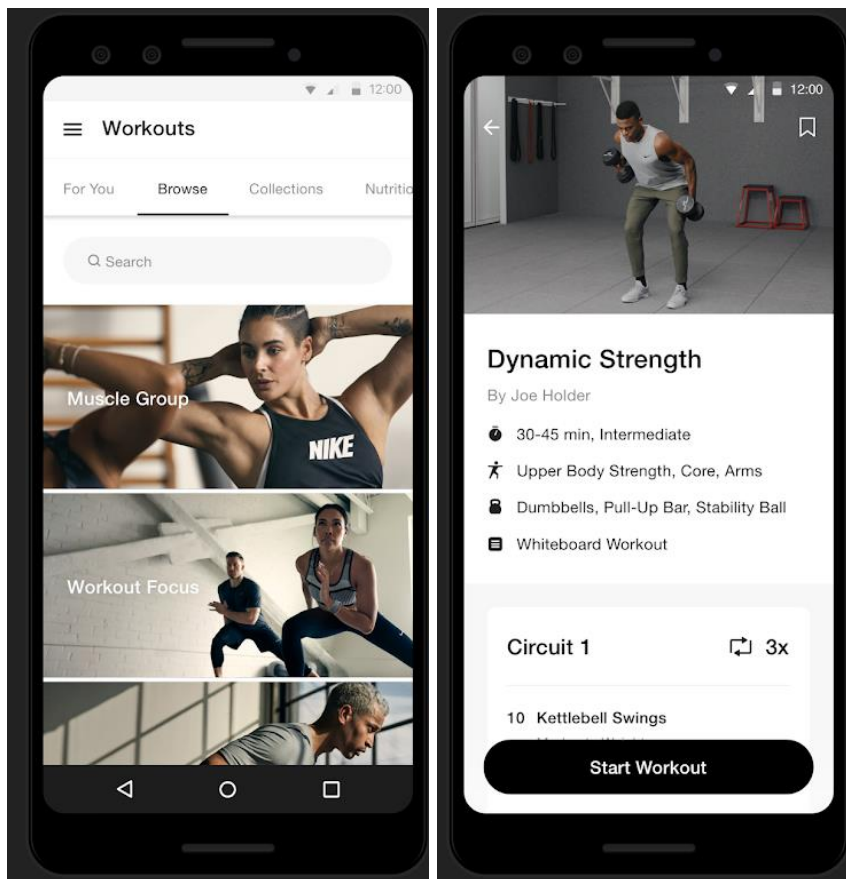 12:00
Workouts
For You Browse Collections Nutritio
Search
Muscle Group
NIKE
Workout Focus
12:00
Dynamic Strength
By Joe Holder
30-45 min, Intermediate
Upper Body Strength, Core, Arms
Dumbbells, Pull-Up Bar, Stability Ball
Whiteboard Workout
Circuit 1 3x
10 Kettlebell Swings
Start Workout